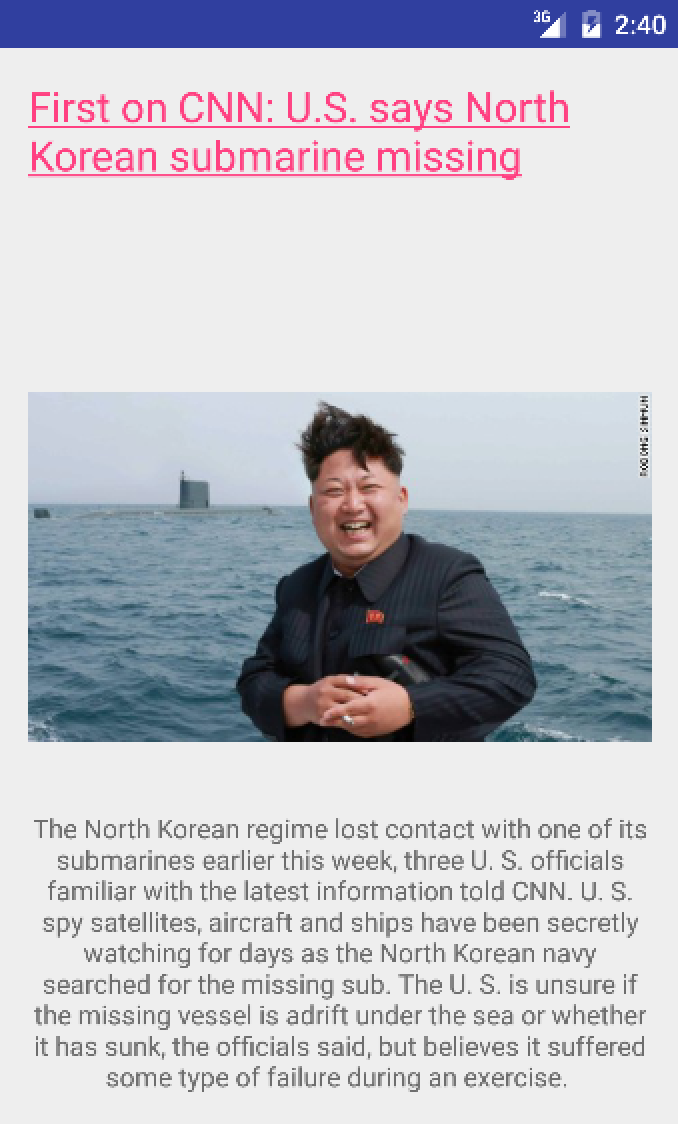 3G 2:40
First on CNN: U.S. says North
Korean submarine missing
The North Korean regime lost contact with one of its
submarines earlier this week, three U. S. officials
familiar with the latest information told CNN. U. S.
spy satellites, aircraft and ships have been secretly
watching for days as the North Korean navy
searched for the missing sub. The U. S. is unsure if
the missing vessel is adrift under the sea or whether
it has sunk, the officials said, but believes it suffered
some type of failure during an exercise.